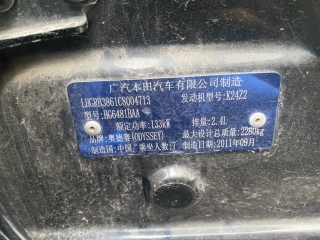 广汽本田汽车有限公司制造
LHGRB3861C8004713 发动机型号:K24Z2
型号:HG6481BAA
额定功率:133kW 排量:2.4L
品牌:奥德赛(ODYSSEY) 最大设计总质量:2280kg
制造国:中国 乘坐人数:7 制造日期:2011年09月